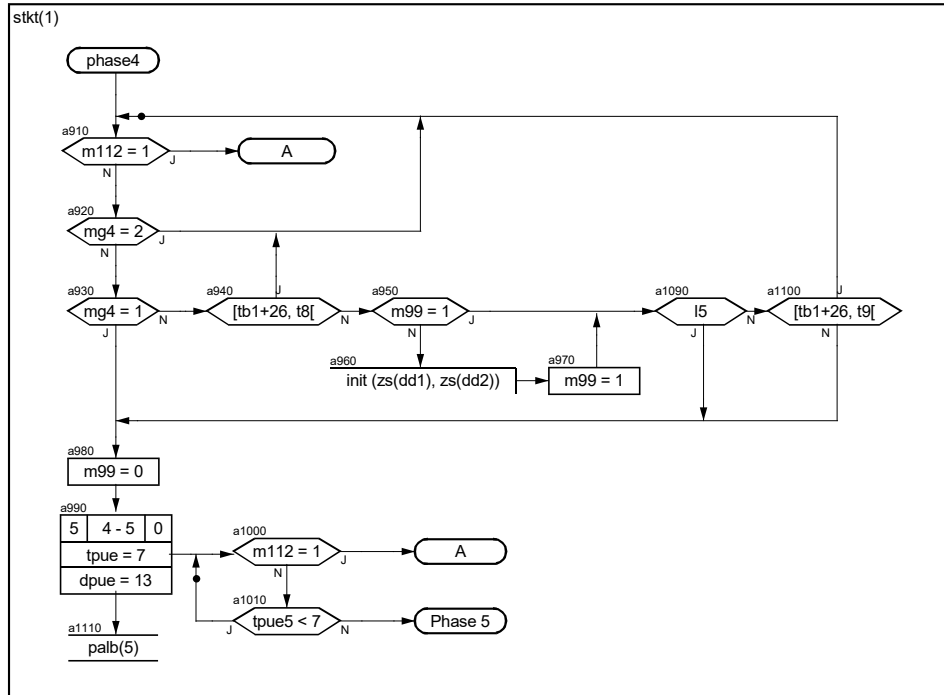 stkt(1)
phase4
a910
m112 = 1
J
A
N
a920
mg4 = 2
J
N
a930
mg4 = 1
N
J
a940
[tb1+26, t8[
J
N
a950
m99 = 1
J
N
a1090
l5
N
J
a1100
[tb1+26, t9[
J
N
a960
init (zs(dd1), zs(dd2))
a970
m99 = 1
a980
m99 = 0
a990
5 4 - 5 0
tpue = 7
dpue = 13
a1000
m112 = 1
J
A
N
a1010
tpue5 < 7
J
N
Phase 5
a1110
palb(5)